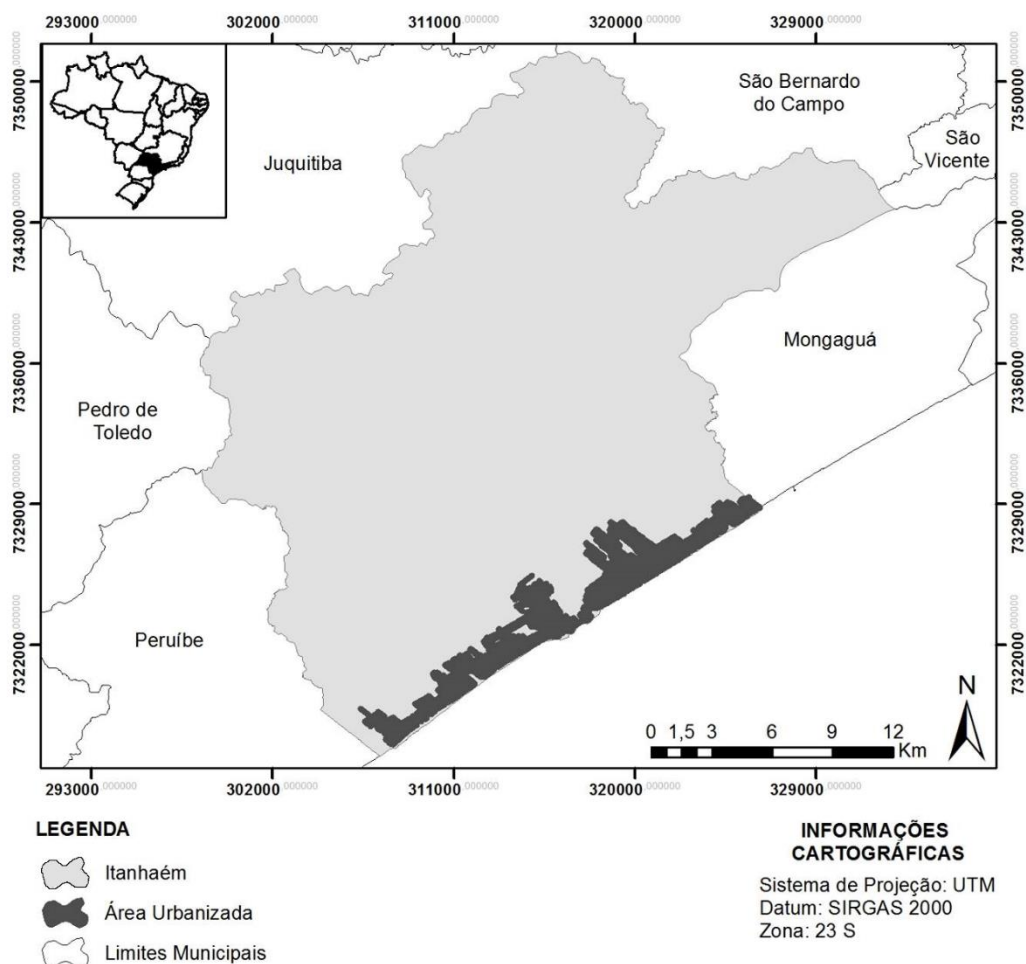 293000,000000 302000,000000 311000,000000 320000,000000 329000,000000
7350000,000000
7343000,000000
7336000,000000
7329000,000000
7322000,000000
São Bernardo
do Campo
São
Vicente
Juquitiba
Mongaguá
Pedro de
Toledo
Peruíbe
7350000,000000
7343000,000000
7336000,000000
7329000,000000
7322000,000000
N
0 1,5 3 6 9 12
Km
293000,000000 302000,000000 311000,000000 320000,000000 329000,000000
LEGENDA
Itanhaém
Área Urbanizada
Limites Municipais
INFORMAÇÕES
CARTOGRÁFICAS
Sistema de Projeção: UTM
Datum: SIRGAS 2000
Zona: 23 S